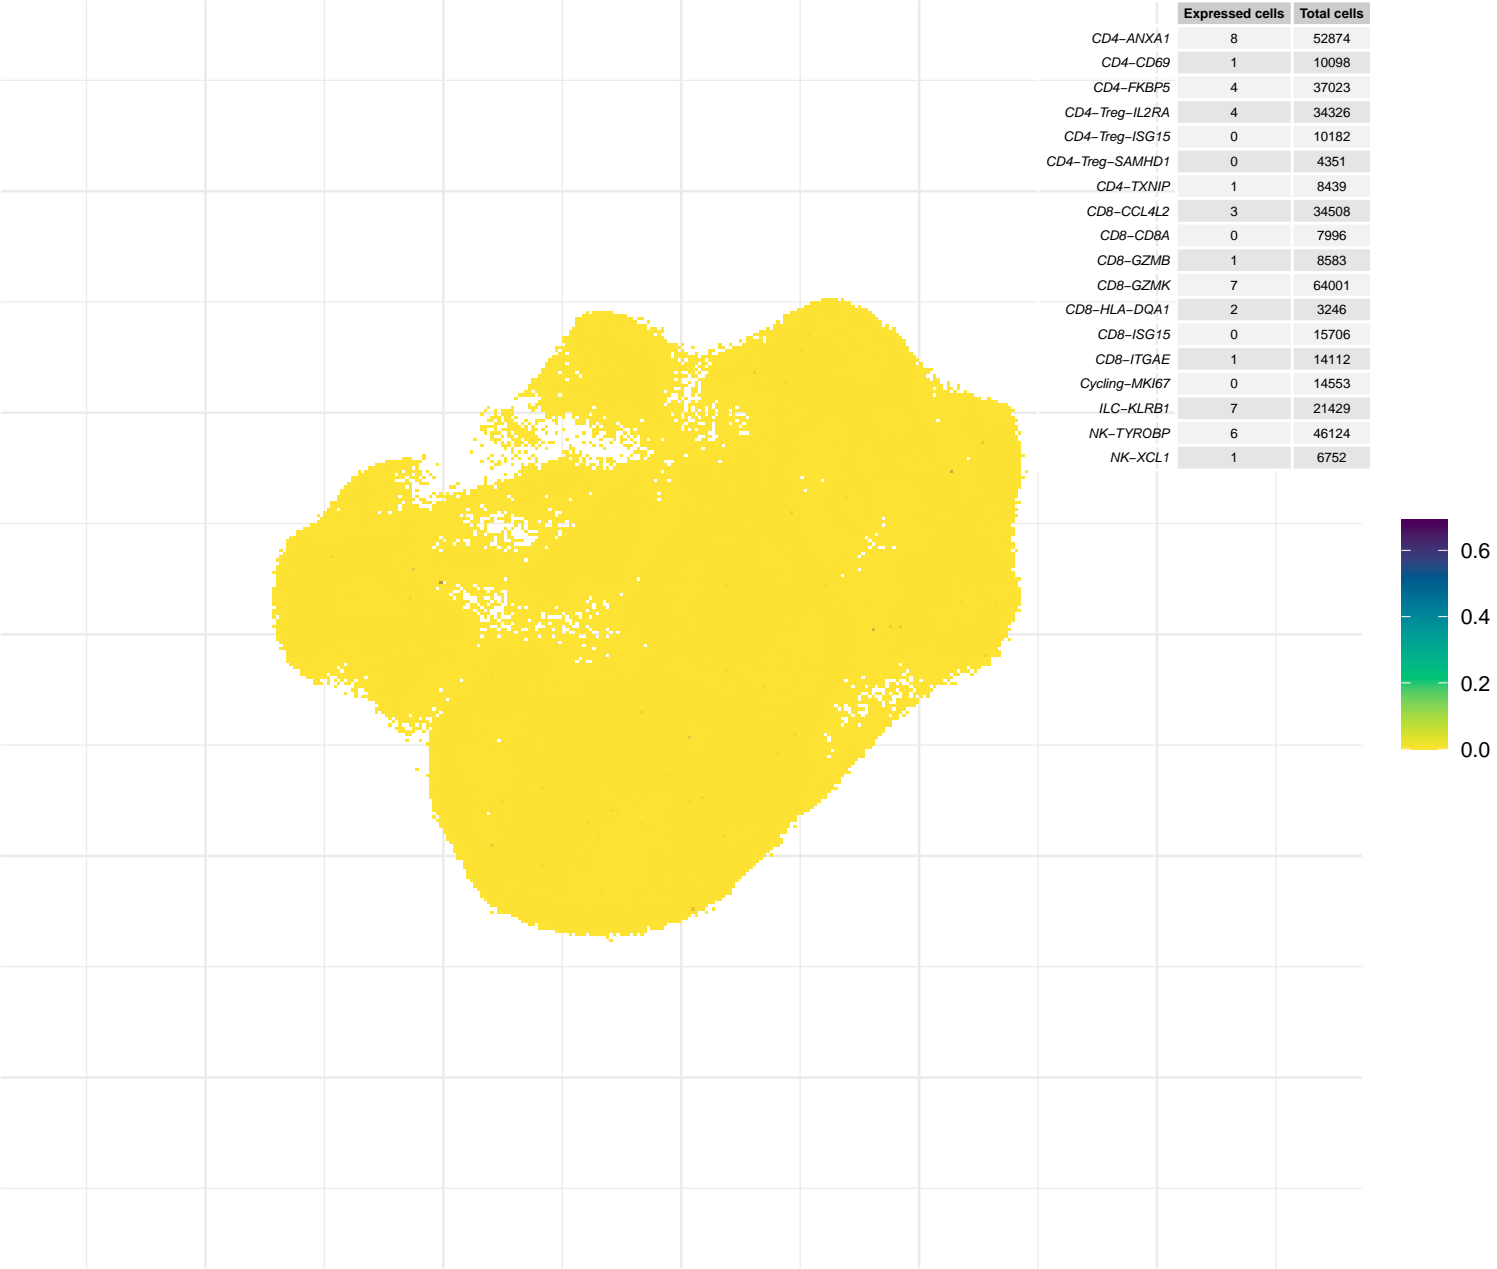 Expressed cells Total cells
CD4−ANXA1 8 52874
CD4−CD69 1 10098
CD4−FKBP5 4 37023
CD4−Treg−IL2RA 4 34326
CD4−Treg−ISG15 0 10182
CD4−Treg−SAMHD1 0 4351
CD4−TXNIP 1 8439
CD8−CCL4L2 3 34508
CD8−CD8A 0 7996
CD8−GZMB 1 8583
CD8−GZMK 7 64001
CD8−HLA−DQA1 2 3246
CD8−ISG15 0 15706
CD8−ITGAE 1 14112
Cycling−MKI67 0 14553
ILC−KLRB1 7 21429
NK−TYROBP 6 46124
NK−XCL1 1 6752
0.6
0.4
0.2
0.0